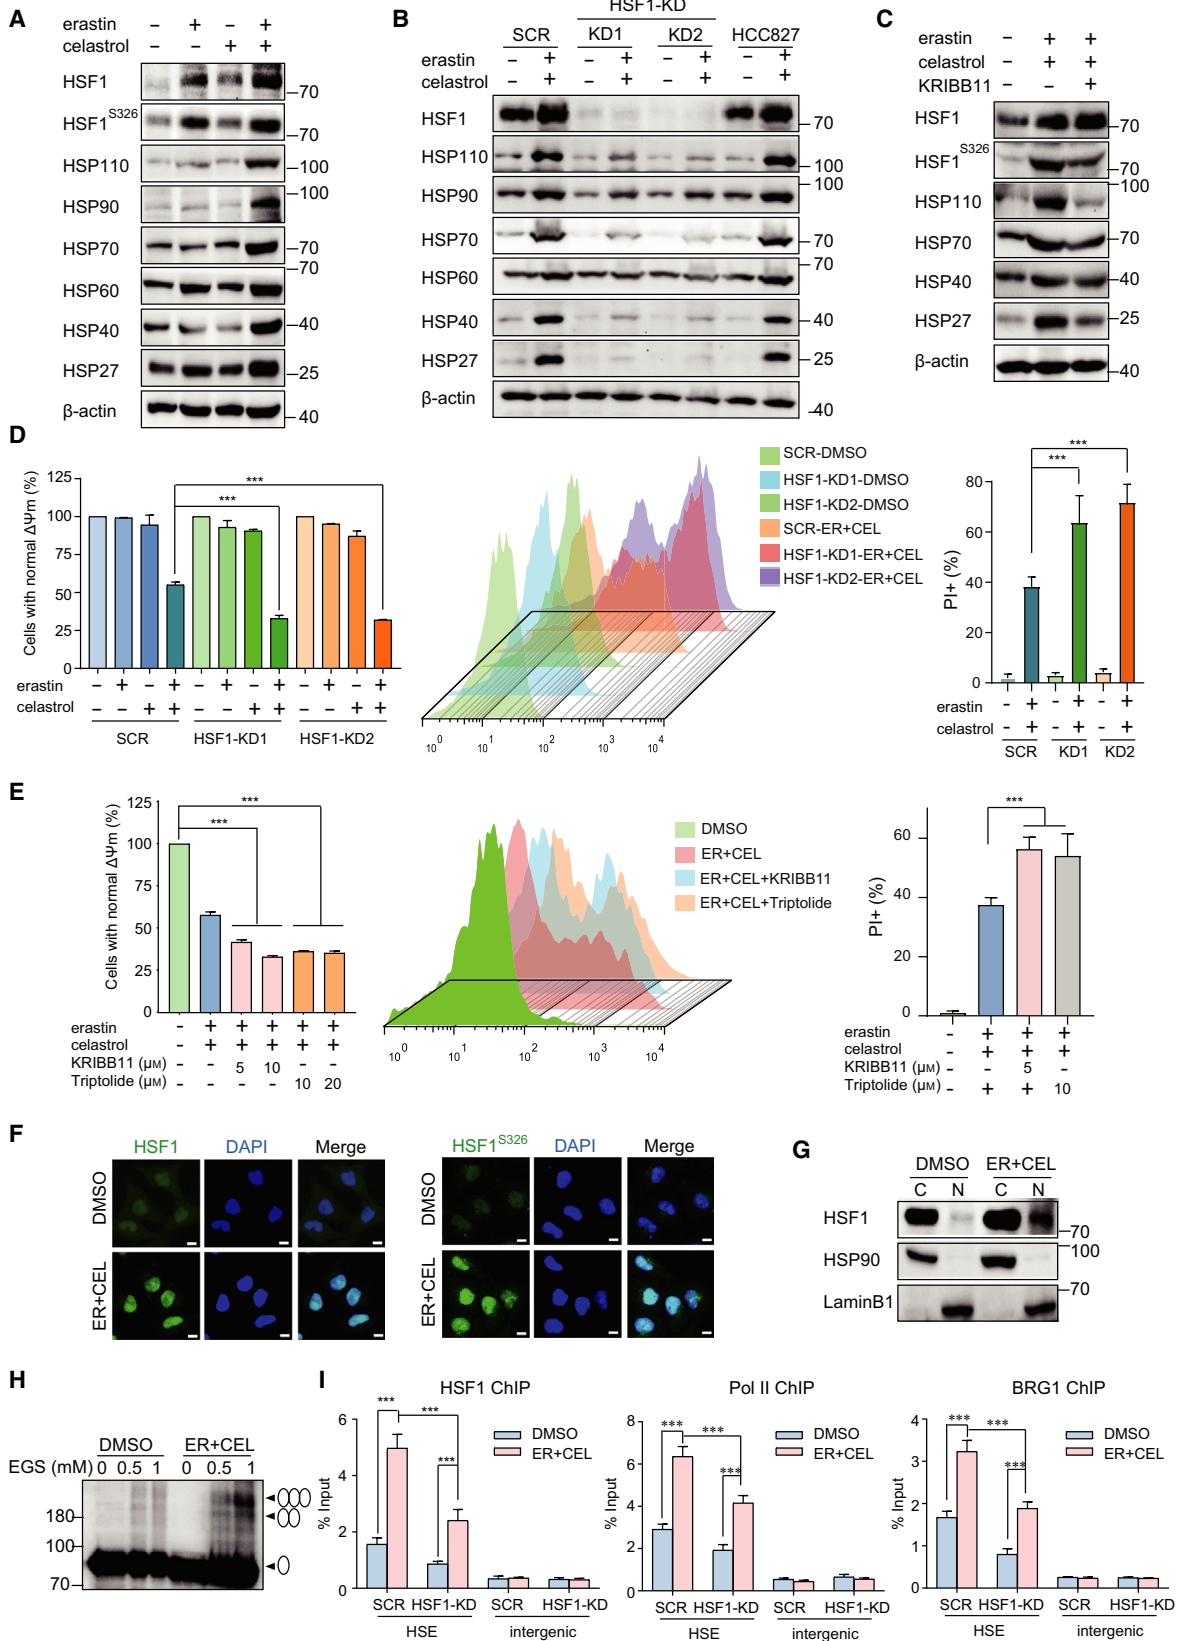 A
erastin − + − +
celastrol − − + +
HSF1
70
HSF1 S326
70
HSP110
100
HSP90
100
HSP70
70
HSP60
70
HSP40
40
HSP27
25
β-actin
40
B
HSF1-KD
SCR KD1 KD2 HCC827
erastin − + − + − + − +
celastrol − + − + − + − +
HSF1
70
HSP110
100
HSP90
100
HSP70
70
HSP60
70
HSP40
40
HSP27
25
β-actin
40
C
erastin − + +
celastrol − + +
KRIBB11 − − +
HSF1
70
HSF1 S326
70
HSP110
100
HSP70
70
HSP40
40
HSP27
25
β-actin
40
D
Cells with normal ΔΨm (%)
125
100
75
50
25
0
***
***
erastin − + − + − + − + − + − +
celastrol − − + + − − + + − − + +
SCR HSF1-KD1 HSF1-KD2
SCR-DMSO
HSF1-KD1-DMSO
HSF1-KD2-DMSO
SCR-ER+CEL
HSF1-KD1-ER+CEL
HSF1-KD2-ER+CEL
10^0 10^1 10^2 10^3 10^4
PI+ (%)
80
60
40
20
0
***
***
erastin − + − + − +
celastrol − + − + − +
SCR KD1 KD2
E
Cells with normal ΔΨm (%)
125
100
75
50
25
0
***
***
erastin − + + + + +
celastrol − + + + + +
KRIBB11 (μM) − − 5 10 − −
Triptolide (μM) − − − − 10 20
DMSO
ER+CEL
ER+CEL+KRIBB11
ER+CEL+Triptolide
10^0 10^1 10^2 10^3 10^4
PI+ (%)
60
40
20
0
***
erastin − + + +
celastrol − + + +
KRIBB11 (μM) − − 5 −
Triptolide (μM) − + + 10
F
HSF1 DAPI Merge
DMSO
ER+CEL
HSF1 S326 DAPI Merge
DMSO
ER+CEL
G
DMSO ER+CEL
C N C N
HSF1
70
HSP90
100
LaminB1
70
H
DMSO ER+CEL
EGS (mM) 0 0.5 1 0 0.5 1
180
100
70
I
HSF1 ChIP
% Input
6
4
2
0
DMSO
ER+CEL
***
***
***
SCR HSF1-KD SCR HSF1-KD
HSE intergenic
Pol II ChIP
% Input
8
6
4
2
0
DMSO
ER+CEL
***
***
***
SCR HSF1-KD SCR HSF1-KD
HSE intergenic
BRG1 ChIP
% Input
4
3
2
1
0
DMSO
ER+CEL
***
***
***
SCR HSF1-KD SCR HSF1-KD
HSE intergenic